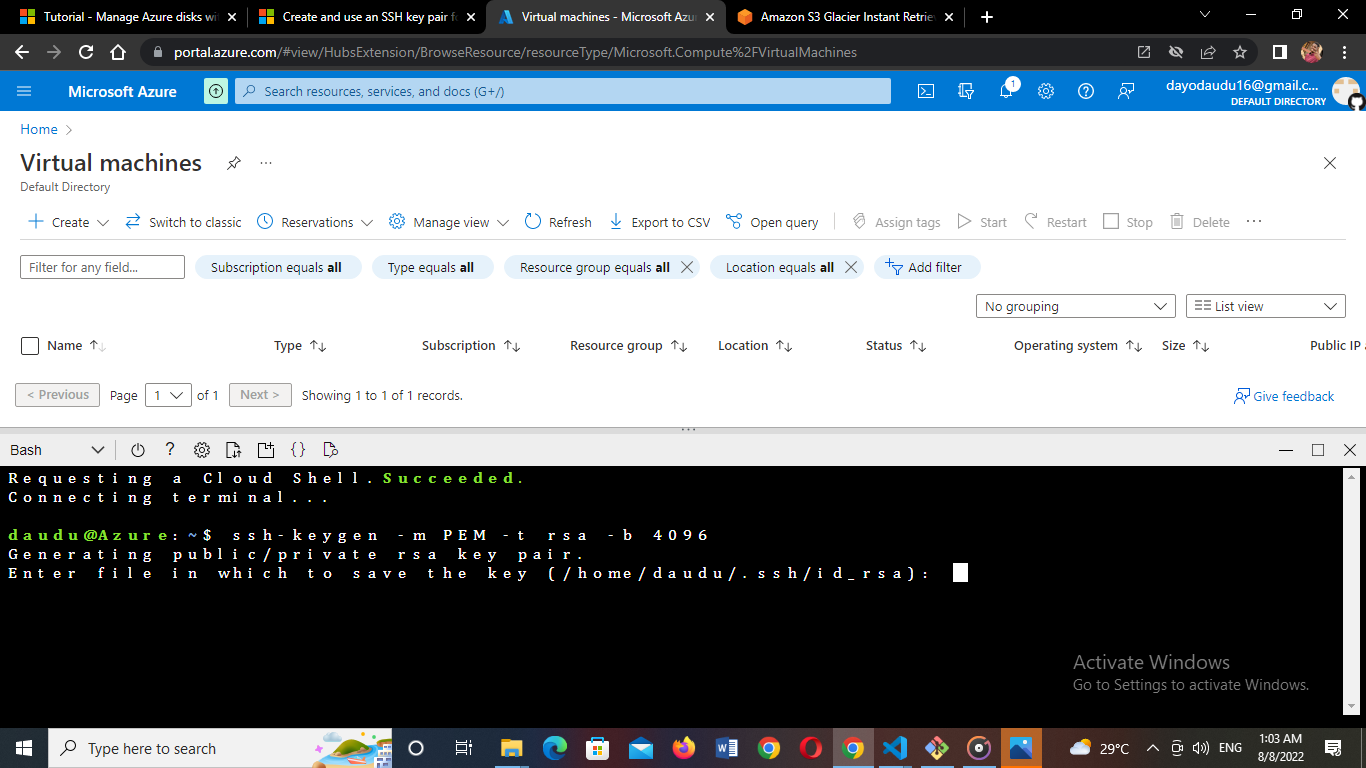 Tutorial - Manage Azure disks wi
Create and use an SSH key pair fo
Virtual machines - Microsoft Azu
Amazon S3 Glacier Instant Retrie
portal.azure.com/#view/HubsExtension/BrowseResource/resourceType/Microsoft.Compute%2FVirtualMachines
Microsoft Azure
Search resources, services, and docs (G+/)
1
dayodaudu16@gmail.c...
DEFAULT DIRECTORY
Home
Virtual machines
...
Default Directory
Create
Switch to classic
Reservations
Manage view
Refresh
Export to CSV
Open query
Assign tags
Start
Restart
Stop
Delete
...
Filter for any field...
Subscription equals all
Type equals all
Resource group equals all
Location equals all
Add filter
No grouping
List view
Name
Type
Subscription
Resource group
Location
Status
Operating system
Size
Public IP
< Previous
Page
1
of 1
Next >
Showing 1 to 1 of 1 records.
Give feedback
Bash
?
{}
Requesting a Cloud Shell.Succeeded.
Connecting terminal...
daudu@Azure:~$ ssh-keygen -m PEM -t rsa -b 4096
Generating public/private rsa key pair.
Enter file in which to save the key (/home/daudu/.ssh/id_rsa):
Activate Windows
Go to Settings to activate Windows.
Type here to search
29°C
ENG
1:03 AM
8/8/2022